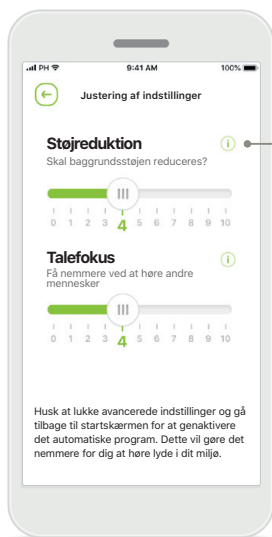 PH 9:41 AM 100%
Justering af indstillinger
Støjreduktion
Skal baggrundsstøjen reduceres?
0 1 2 3 4 5 6 7 8 9 10
Talefokus
Få nemmere ved at høre andre
mennesker
0 1 2 3 4 5 6 7 8 9 10
Husk at lukke avancerede indstillinger og gå
tilbage til startskærmen for at genaktivere
det automatiske program. Dette vil gøre det
nemmere for dig at høre lyde i dit miljø.